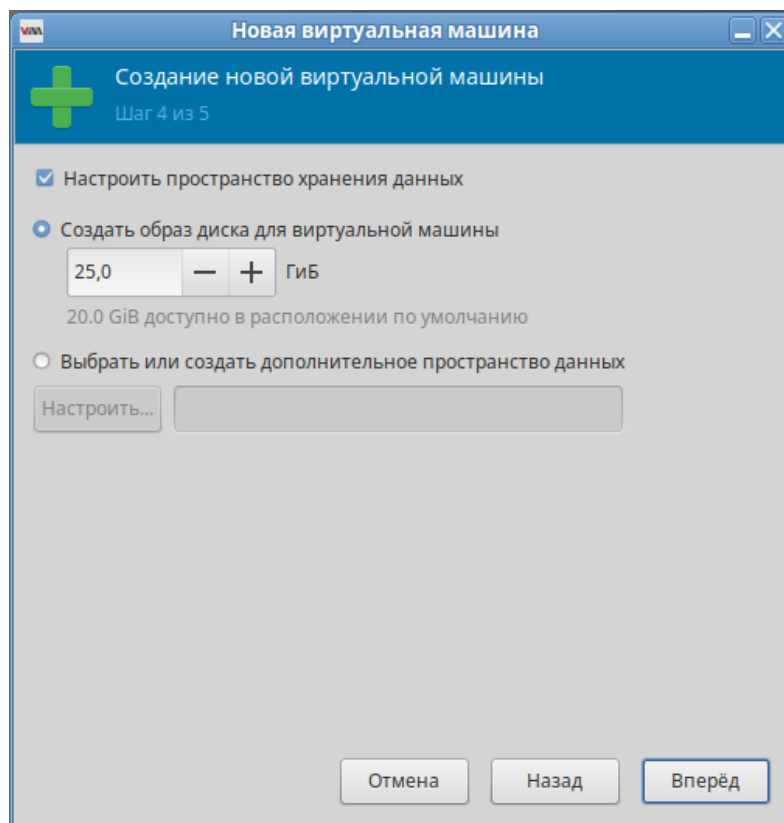 Новая виртуальная машина
Создание новой виртуальной машины
Шаг 4 из 5
Настроить пространство хранения данных
Создать образ диска для виртуальной машины
25,0 ГиБ
20.0 GiB доступно в расположении по умолчанию
Выбрать или создать дополнительное пространство данных
Настроить...
Отмена Назад Вперёд